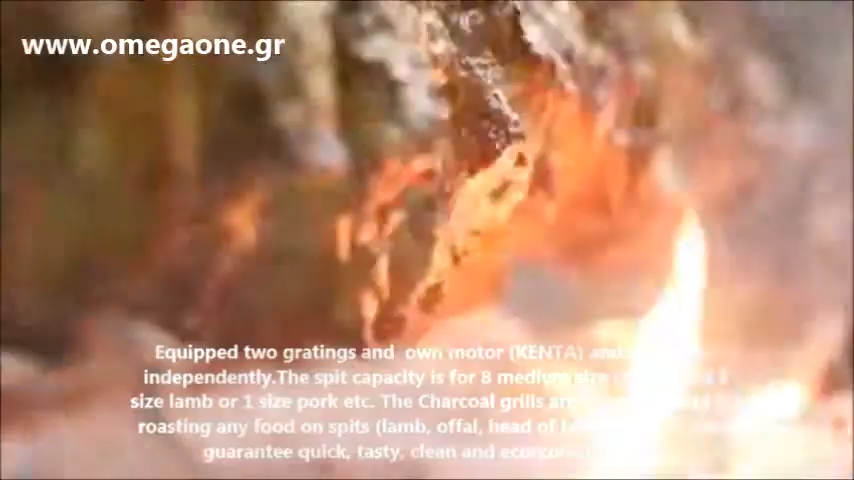 www.omegaone.gr
Equipped two gratings and own motor (KENTA) and
independently.The spit capacity is for 8 medium size
size lamb or 1 size pork etc. The Charcoal grills are
roasting any food on spits (lamb, offal, head of
guarantee quick, tasty, clean and